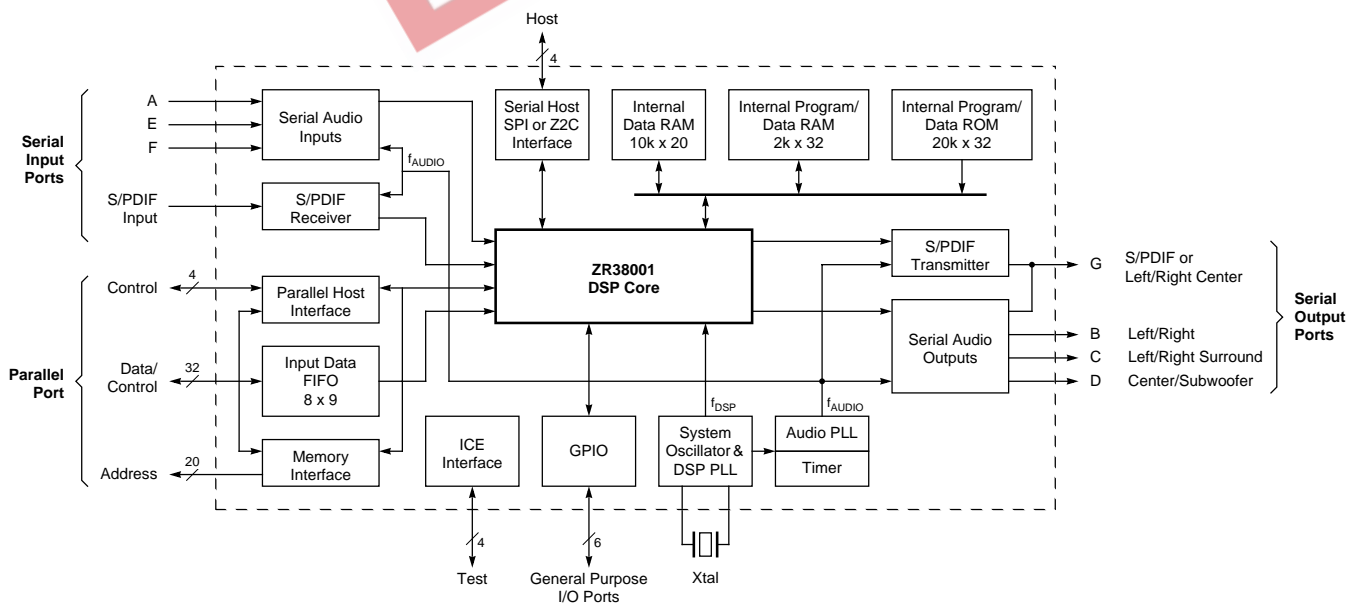 Host
4
A
E
F
Serial
Input
Ports
S/PDIF
Input
Serial Audio
Inputs
fAUDIO
S/PDIF
Receiver
Serial Host
SPI or Z2C
Interface
Internal
Data RAM
10k x 20
Internal Program/
Data RAM
2k x 32
Internal Program/
Data ROM
20k x 32
ZR38001
DSP Core
S/PDIF
Transmitter
G
S/PDIF or
Left/Right Center
Serial
Output
Ports
Serial Audio
Outputs
B
Left/Right
C
Left/Right Surround
D
Center/Subwoofer
Parallel
Port
Control
4
Parallel Host
Interface
Data/
Control
32
Input Data
FIFO
8 x 9
Address
20
Memory
Interface
ICE
Interface
GPIO
fDSP
System
Oscillator &
DSP PLL
fAUDIO
Audio PLL
Timer
4
Test
6
General Purpose
I/O Ports
Xtal